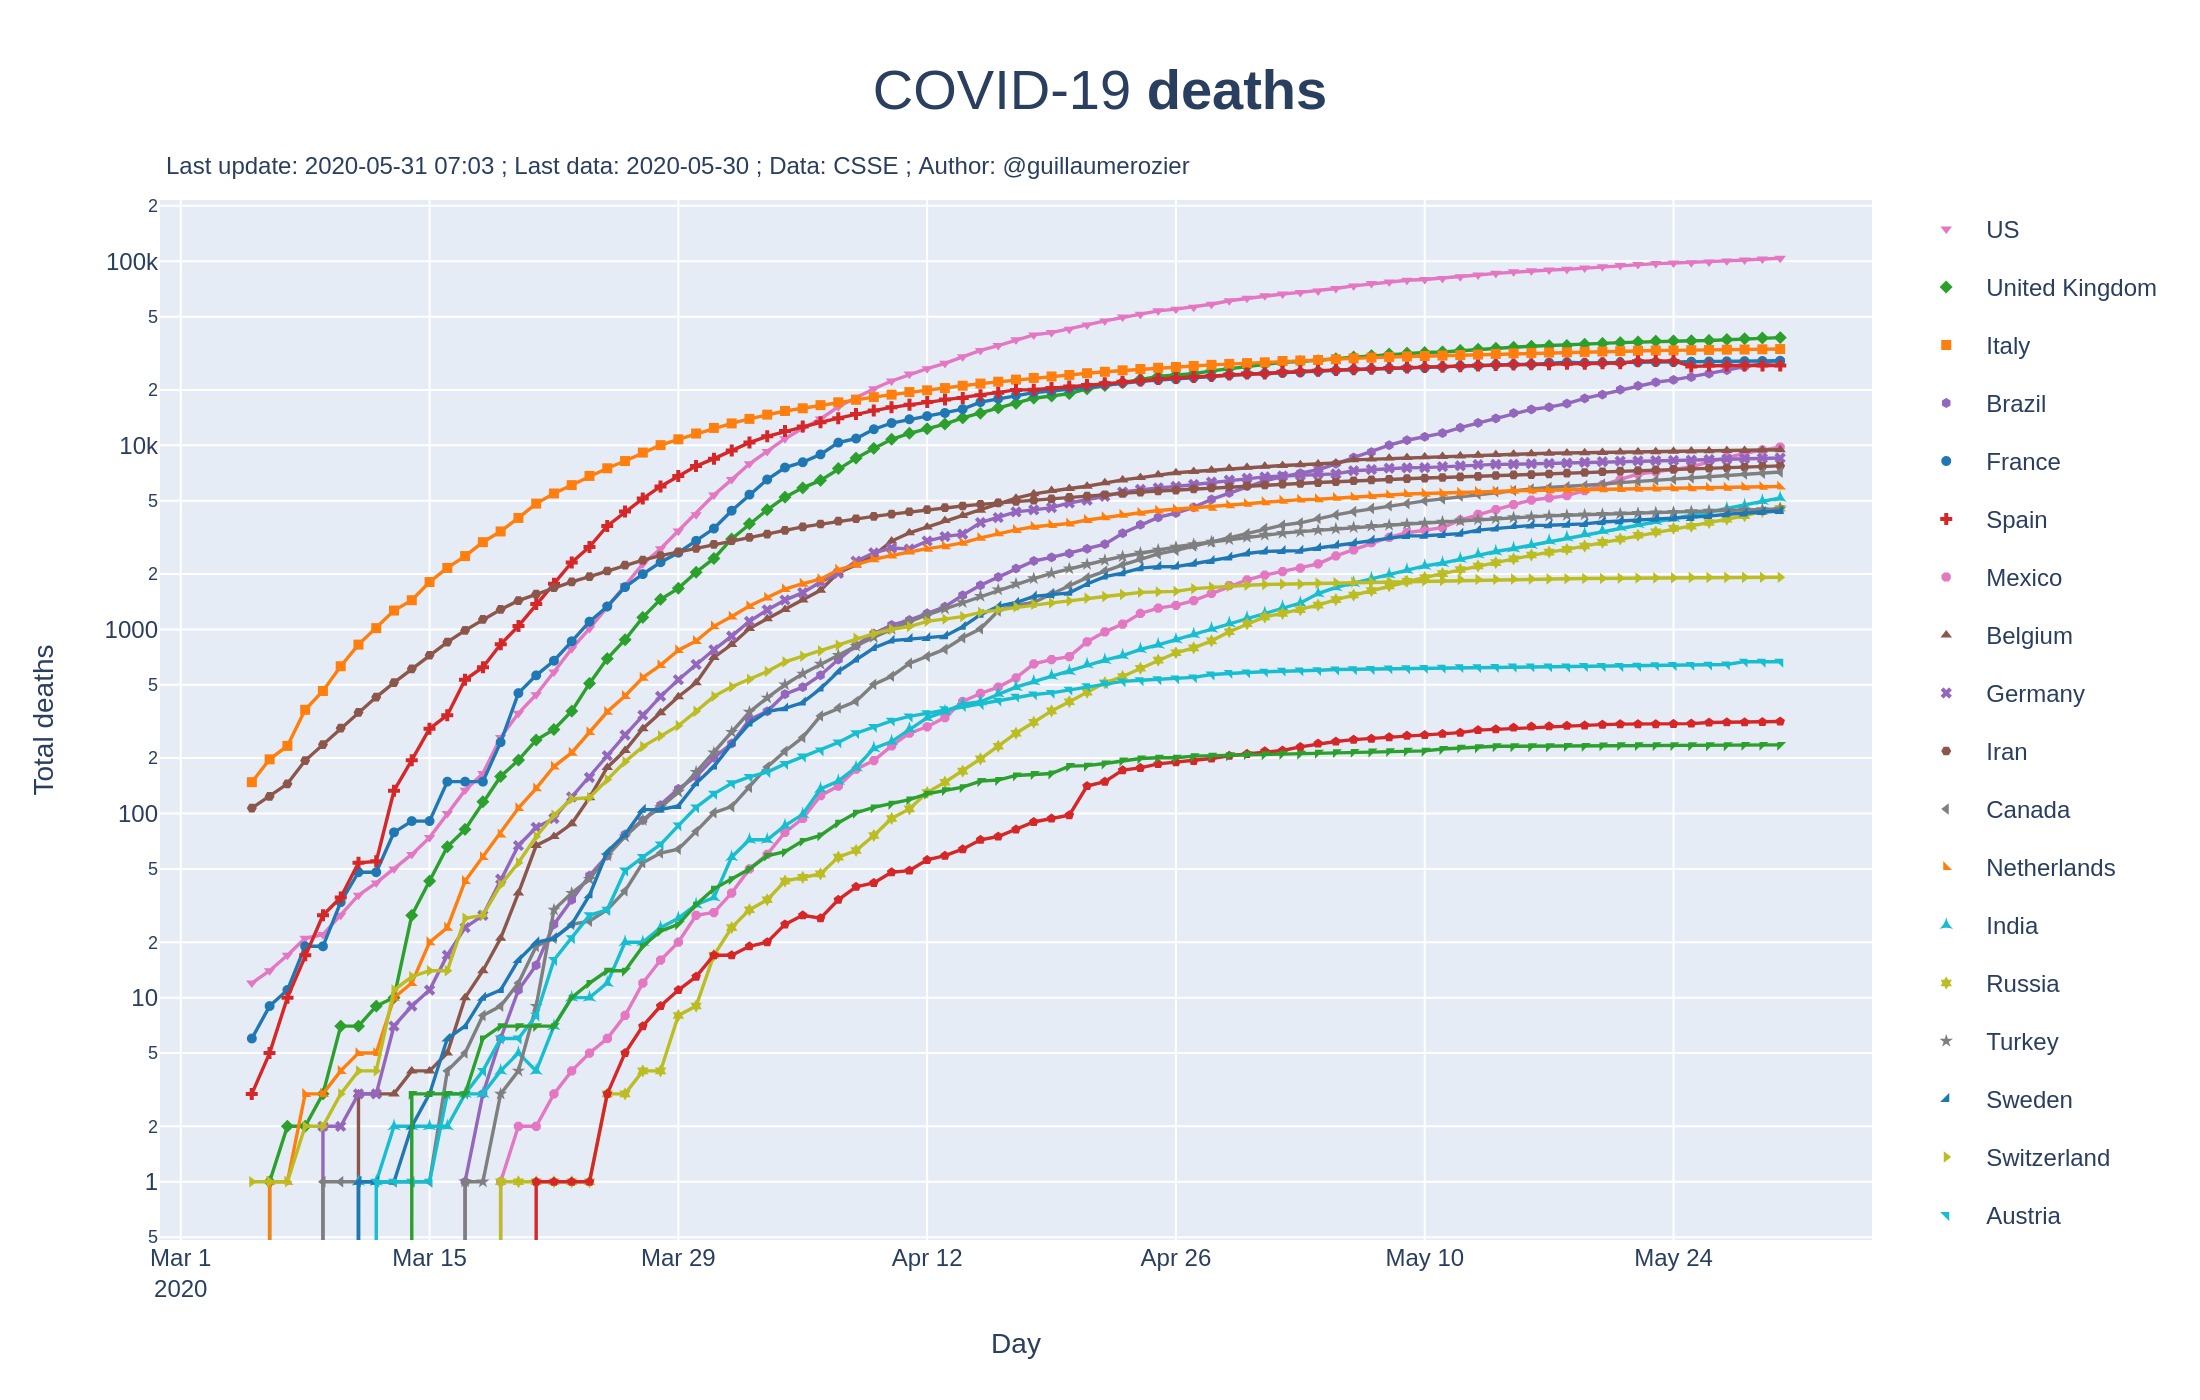 COVID-19 deaths
Last update: 2020-05-31 07:03 ; Last data: 2020-05-30 ; Data: CSSE ; Author: @guillaumerozier
2
100k
5
2
10k
5
2
1000
5
2
100
5
2
10
5
2
1
5
Total deaths
Mar 1
2020
Mar 15
Mar 29
Apr 12
Apr 26
May 10
May 24
Day
US
United Kingdom
Italy
Brazil
France
Spain
Mexico
Belgium
Germany
Iran
Canada
Netherlands
India
Russia
Turkey
Sweden
Switzerland
Austria